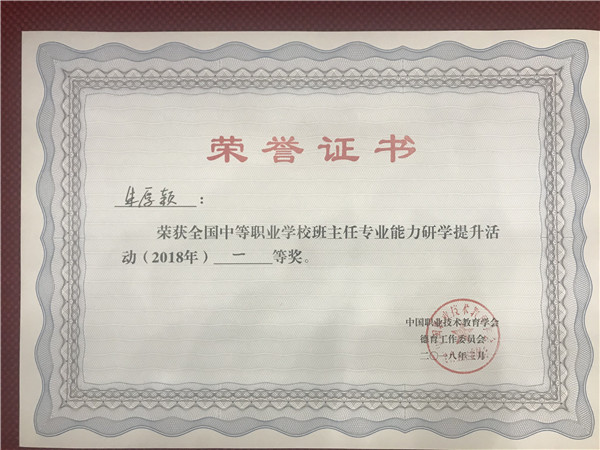 荣誉证书
朱厚颖：
荣获全国中等职业学校班主任专业能力研学提升活
动（2018年）一等奖。
中国职业技术教育学会
德育工作委员会
二〇一八年三月